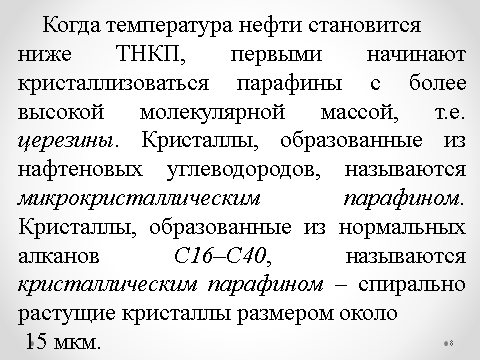 Когда температура нефти становится
ниже ТНКП, первыми начинают
кристаллизоваться парафины с более
высокой молекулярной массой, т.е.
церезины. Кристаллы, образованные из
нафтеновых углеводородов, называются
микрокристаллическим парафином.
Кристаллы, образованные из нормальных
алканов С16–С40, называются
кристаллическим парафином – спирально
растущие кристаллы размером около
15 мкм.
8